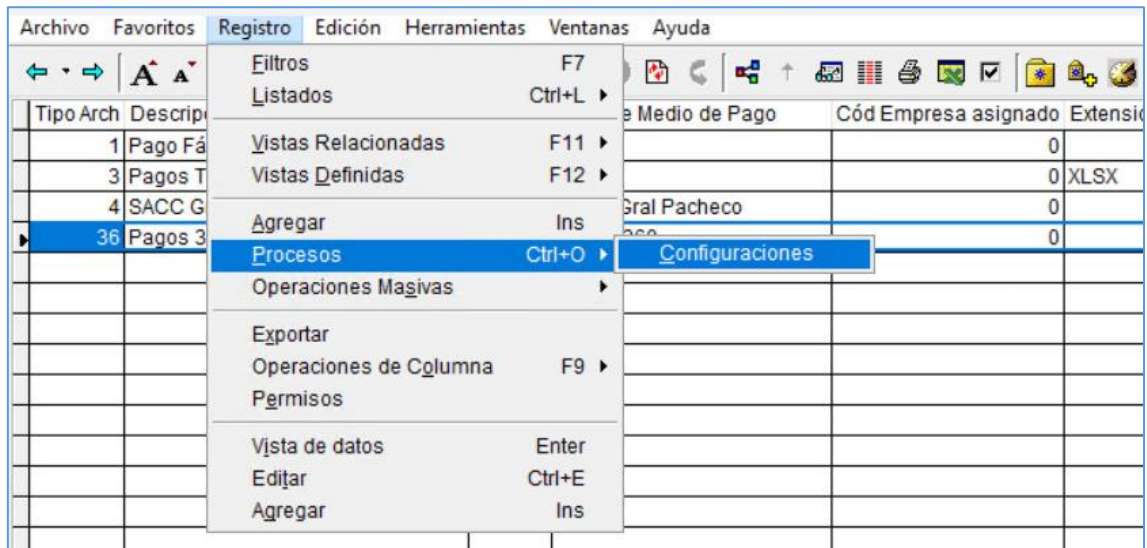 Archivo Favoritos Registro Edición Herramientas Ventanas Ayuda
Filtros F7
Listados Ctrl+L
Vistas Relacionadas F11
Vistas Definidas F12
Agregar Ins
Procesos Ctrl+O
Configuraciones
Operaciones Masivas
Exportar
Operaciones de Columna F9
Permisos
Vista de datos Enter
Editar Ctrl+E
Agregar Ins
Tipo Arch e Medio de Pago Cód Empresa asignado
1 Pago 0
3 Pagos T 0 XLSX
4 SACC G Gral Pacheco 0
36 Pagos 3 0